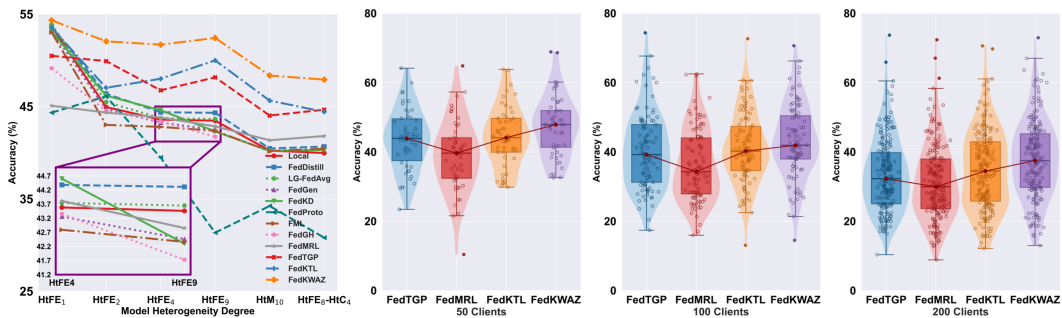 65
55
45
35
25
Accuracy (%)
44.7
44.2
43.7
43.2
42.7
42.2
41.7
41.2
HtFE4
HtFE9
Local
FedDistill
LG-FedAvg
FedGen
FedKD
FedProto
FML
FedGH
FedMRL
FedTGP
FedKTL
FedKWAZ
HtFE₁ HtFE₂ HtFE₄ HtFE₉ HtM₁₀ HtFE₈-HtC₄
Model Heterogeneity Degree
80
60
40
20
0
Accuracy (%)
FedTGP FedMRL FedKTL FedKWAZ
50 Clients
80
60
40
20
0
Accuracy (%)
FedTGP FedMRL FedKTL FedKWAZ
100 Clients
80
60
40
20
0
Accuracy (%)
FedTGP FedMRL FedKTL FedKWAZ
200 Clients